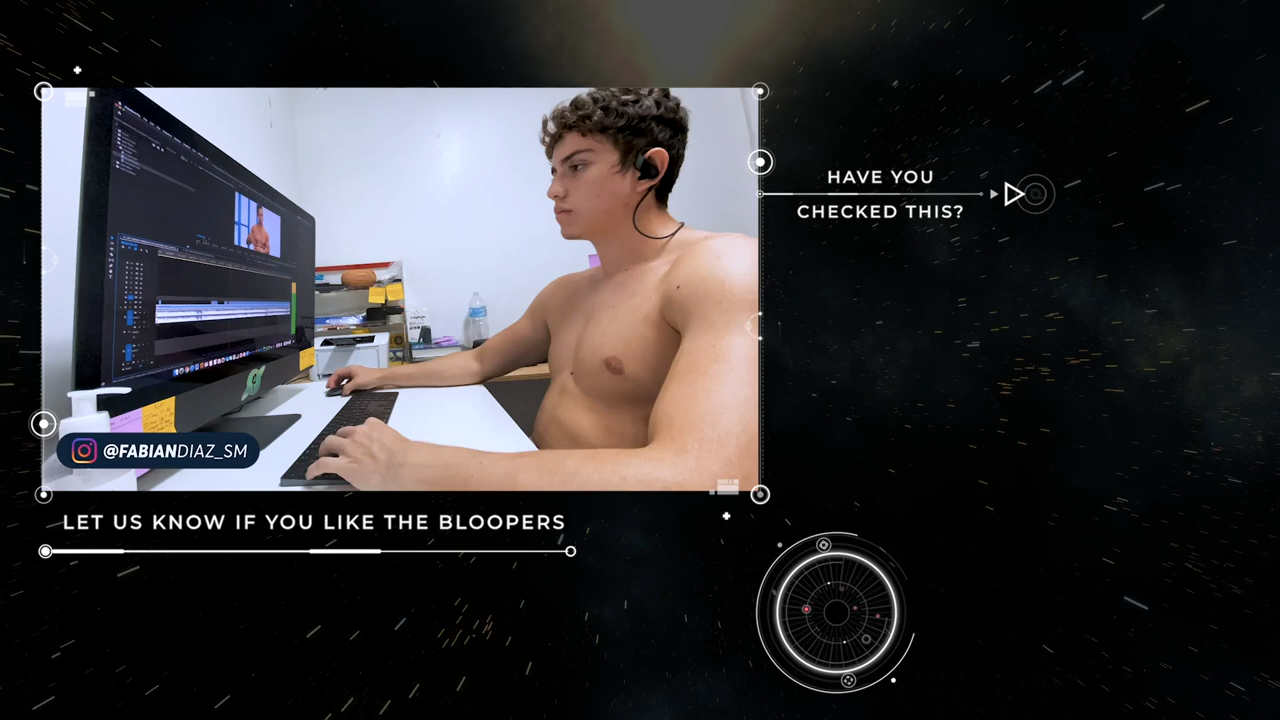 HAVE YOU
CHECKED THIS?
@FABIANDIAZ_SM
LET US KNOW IF YOU LIKE THE BLOOPERS